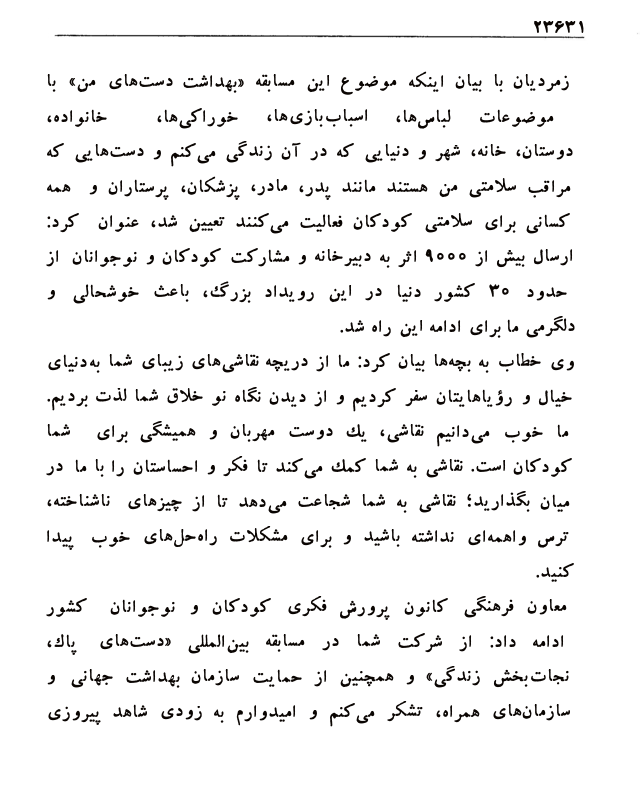 ۲۳۶۳۱
زمردیان با بیان اینکه موضوع این مسابقه «بهداشت دست‌های من» با
موضوعات لباس‌ها، اسباب‌بازی‌ها، خوراکی‌ها، خانواده،
دوستان، خانه، شهر و دنیایی که در آن زندگی می‌کنم و دست‌هایی که
مراقب سلامتی من هستند مانند پدر، مادر، پزشکان، پرستاران و همه
کسانی برای سلامتی کودکان فعالیت می‌کنند تعیین شد، عنوان کرد:
ارسال بیش از ۹۰۰۰ اثر به دبیرخانه و مشارکت کودکان و نوجوانان از
حدود ۳۰ کشور دنیا در این رویداد بزرگ، باعث خوشحالی و
دلگرمی ما برای ادامه این راه شد.
وی خطاب به بچه‌ها بیان کرد: ما از دریچه نقاشی‌های زیبای شما به‌دنیای
خیال و رؤیاهایتان سفر کردیم و از دیدن نگاه نو خلاق شما لذت بردیم.
ما خوب می‌دانیم نقاشی، یك دوست مهربان و همیشگی برای شما
کودکان است. نقاشی به شما کمك می‌کند تا فکر و احساستان را با ما در
میان بگذارید؛ نقاشی به شما شجاعت می‌دهد تا از چیزهای ناشناخته،
ترس واهمه‌ای نداشته باشید و برای مشکلات راه‌حل‌های خوب پیدا
کنید.
معاون فرهنگی کانون پرورش فکری کودکان و نوجوانان کشور
ادامه داد: از شرکت شما در مسابقه بین‌المللی «دست‌های پاك،
نجات‌بخش زندگی» و همچنین از حمایت سازمان بهداشت جهانی و
سازمان‌های همراه، تشکر می‌کنم و امیدوارم به زودی شاهد پیروزی